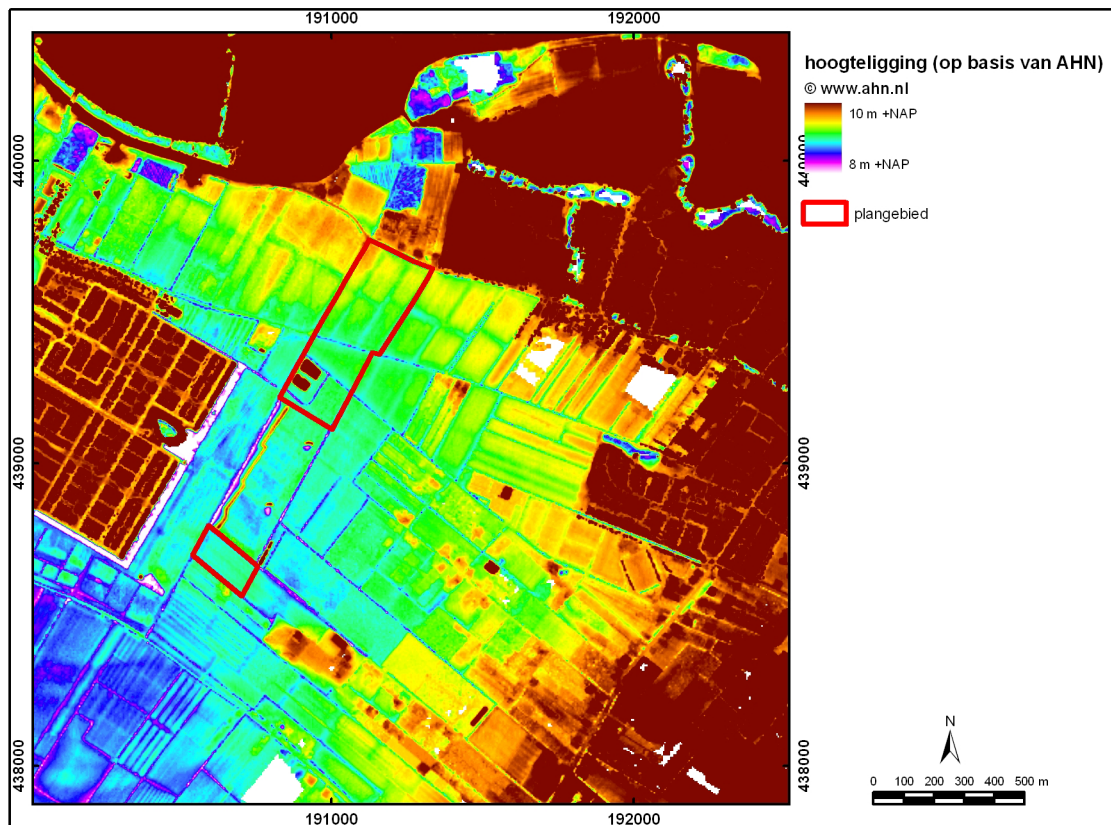 191000 192000
hoogteligging (op basis van AHN)
© www.ahn.nl
10 m +NAP
8 m +NAP
plangebied
440000 440000
439000 439000
438000 438000
N
0 100 200 300 400 500 m
191000 192000